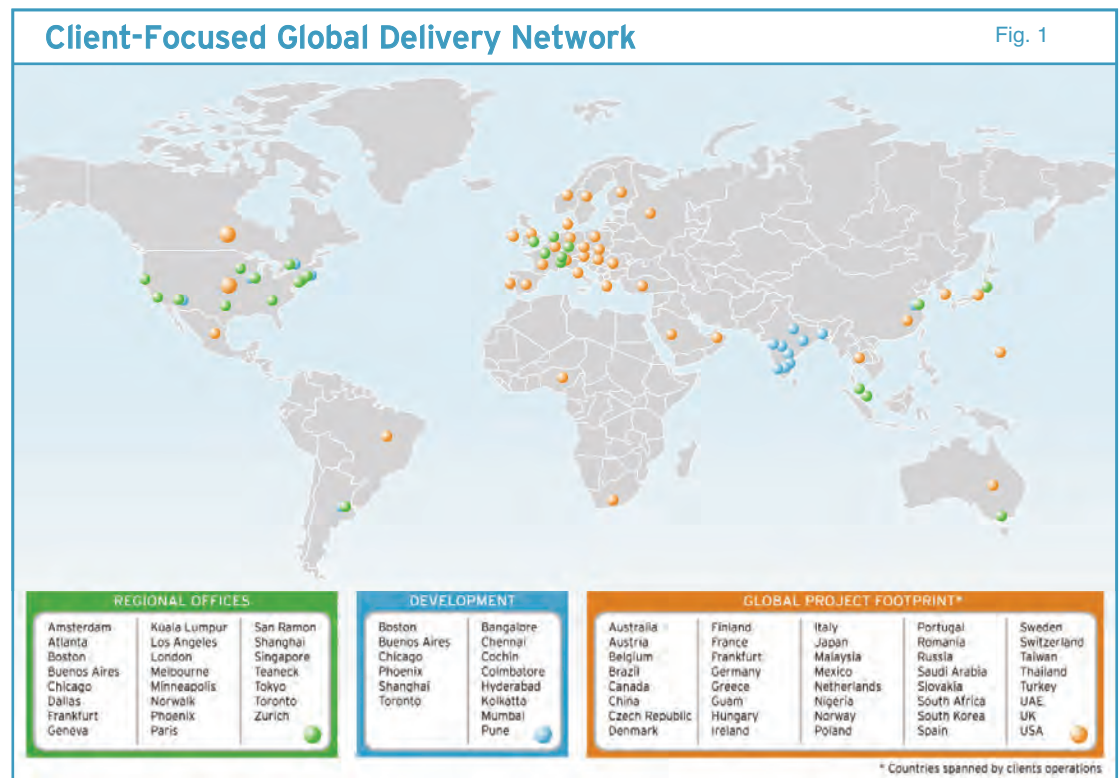 Client-Focused Global Delivery Network
Fig. 1
REGIONAL OFFICES
Amsterdam
Atlanta
Boston
Buenos Aires
Chicago
Dallas
Frankfurt
Geneva
Kuala Lumpur
Los Angeles
London
Melbourne
Minneapolis
Norwalk
Phoenix
Paris
San Ramon
Shanghai
Singapore
Teaneck
Tokyo
Toronto
Zurich
DEVELOPMENT
Boston
Buenos Aires
Chicago
Phoenix
Shanghai
Toronto
Bangalore
Chennai
Cochin
Coimbatore
Hyderabad
Kolkatta
Mumbai
Pune
GLOBAL PROJECT FOOTPRINT*
Australia
Austria
Belgium
Brazil
Canada
China
Czech Republic
Denmark
Finland
France
Frankfurt
Germany
Greece
Guam
Hungary
Ireland
Italy
Japan
Malaysia
Mexico
Netherlands
Nigeria
Norway
Poland
Portugal
Romania
Russia
Saudi Arabia
Slovakia
South Africa
South Korea
Spain
Sweden
Switzerland
Taiwan
Thailand
Turkey
UAE
UK
USA
* Countries spanned by clients operations